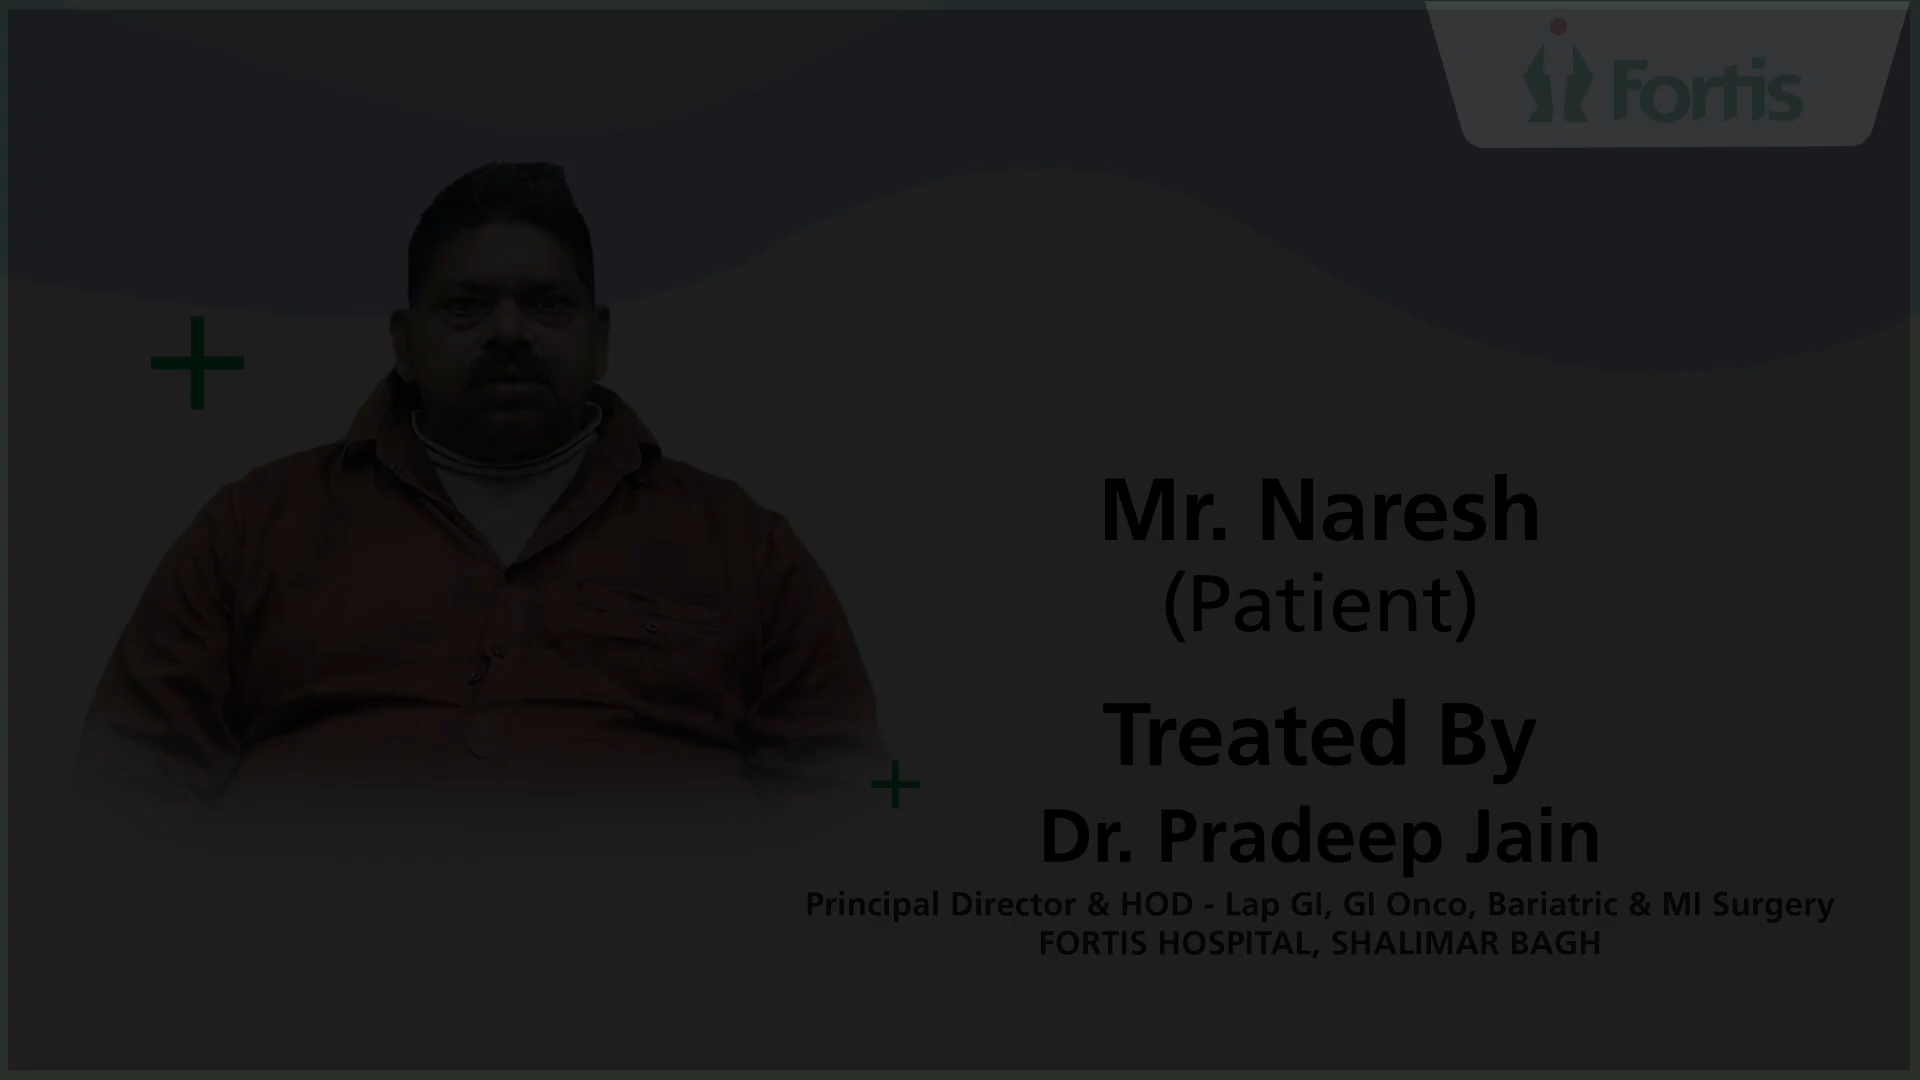 Fortis
Mr. Naresh
(Patient)
Treated By
Dr. Pradeep Jain
Principal Director & HOD - Lap GI, GI Onco, Bariatric & MI Surgery
FORTIS HOSPITAL, SHALIMAR BAGH